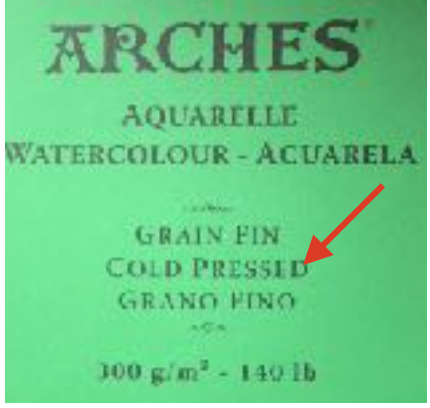 ARCHES
AQUARELLE
WATERCOLOUR - ACUARELA
GRAIN FIN
COLD PRESSED
GRANO FINO
300 g/m² - 140 lb